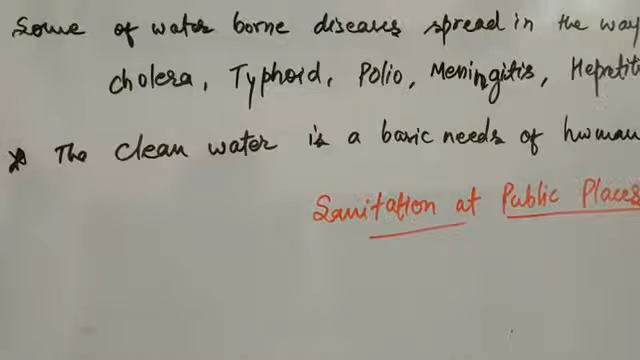 Some of water borne diseases spread in the way
cholera, Typhoid, Polio, Meningitis, Hepatit
* The clean water is a basic needs of human
Sanitation at Public Places